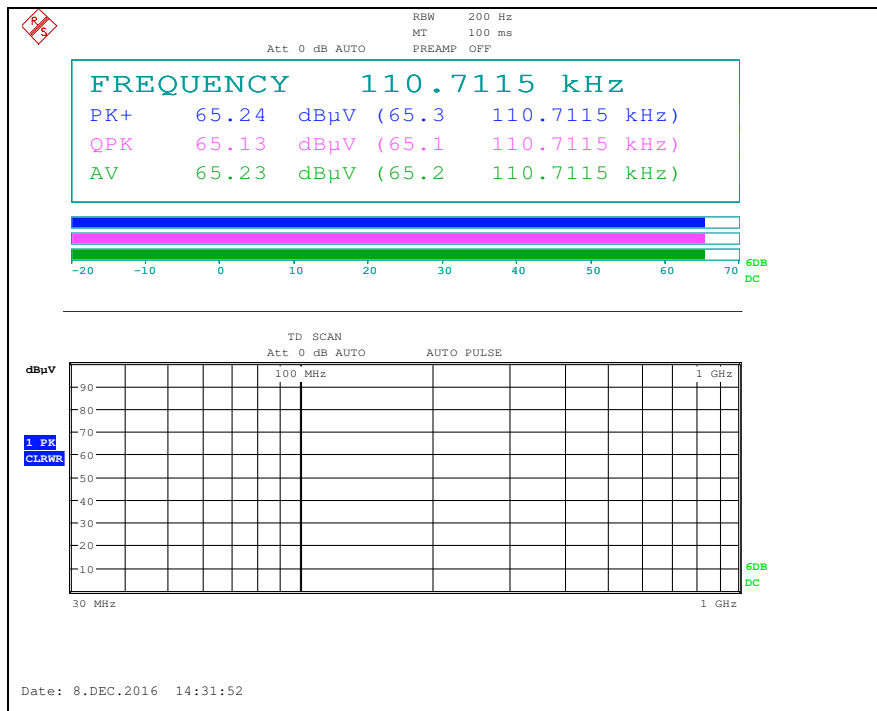 R S
RBW 200 Hz
MT 100 ms
Att 0 dB AUTO PREAMP OFF
FREQUENCY 110.7115 kHz
PK+ 65.24 dBµV (65.3 110.7115 kHz)
QPK 65.13 dBµV (65.1 110.7115 kHz)
AV 65.23 dBµV (65.2 110.7115 kHz)
-20 -10 0 10 20 30 40 50 60 70
6DB
DC
TD SCAN
Att 0 dB AUTO AUTO PULSE
dBµV
100 MHz 1 GHz
90
80
70
1 PK
CLRWR
60
50
40
30
20
10
6DB
DC
30 MHz 1 GHz
Date: 8.DEC.2016 14:31:52